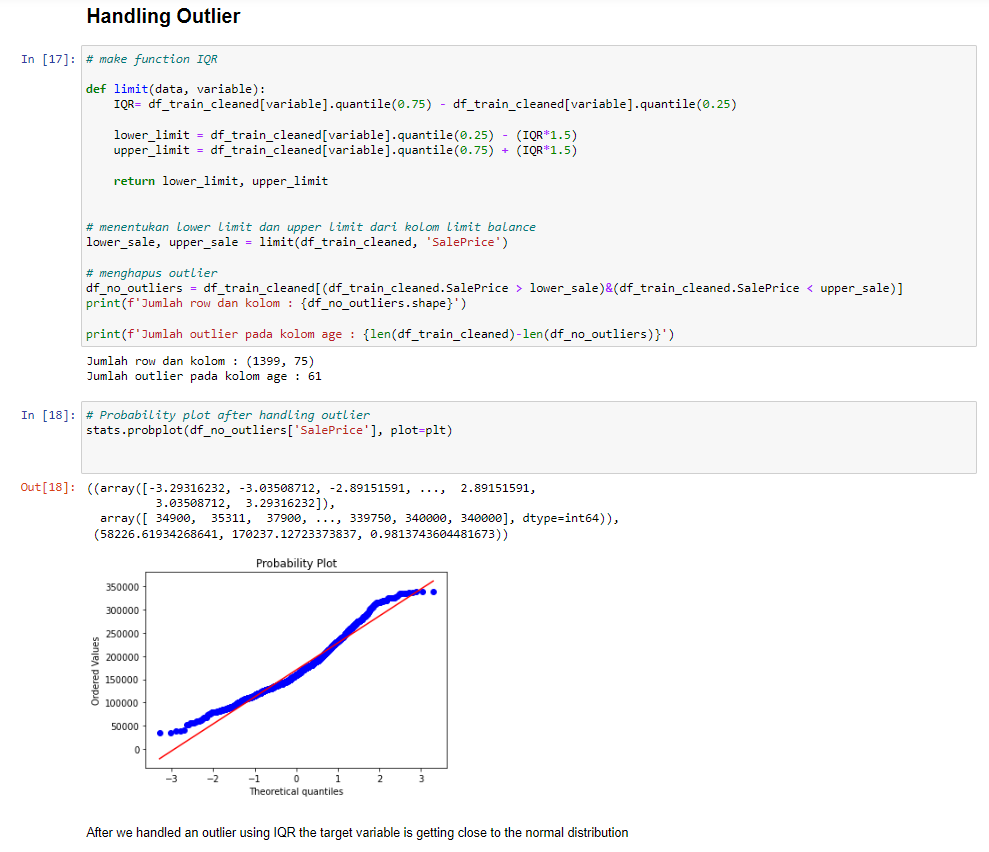 Handling Outlier
In [17]: # make function IQR
def limit(data, variable):
    IQR= df_train_cleaned[variable].quantile(0.75) - df_train_cleaned[variable].quantile(0.25)
    lower_limit = df_train_cleaned[variable].quantile(0.25) - (IQR*1.5)
    upper_limit = df_train_cleaned[variable].quantile(0.75) + (IQR*1.5)
    return lower_limit, upper_limit
# menentukan lower limit dan upper limit dari kolom limit balance
lower_sale, upper_sale = limit(df_train_cleaned, 'SalePrice')
# menghapus outlier
df_no_outliers = df_train_cleaned[(df_train_cleaned.SalePrice > lower_sale)&(df_train_cleaned.SalePrice < upper_sale)]
print(f'Jumlah row dan kolom : {df_no_outliers.shape}')
print(f'Jumlah outlier pada kolom age : {len(df_train_cleaned)-len(df_no_outliers)}')
Jumlah row dan kolom : (1399, 75)
Jumlah outlier pada kolom age : 61
In [18]: # Probability plot after handling outlier
stats.probplot(df_no_outliers['SalePrice'], plot=plt)
Out[18]: ((array([-3.29316232, -3.03508712, -2.89151591, ...,  2.89151591,
          3.03508712,  3.29316232]),
  array([ 34900,  35311,  37900, ..., 339750, 340000, 340000], dtype=int64)),
 (58226.61934268641, 170237.12723373837, 0.9813743604481673))
Probability Plot
350000
300000
250000
200000
150000
100000
50000
0
Ordered Values
−3 −2 −1 0 1 2 3
Theoretical quantiles
After we handled an outlier using IQR the target variable is getting close to the normal distribution